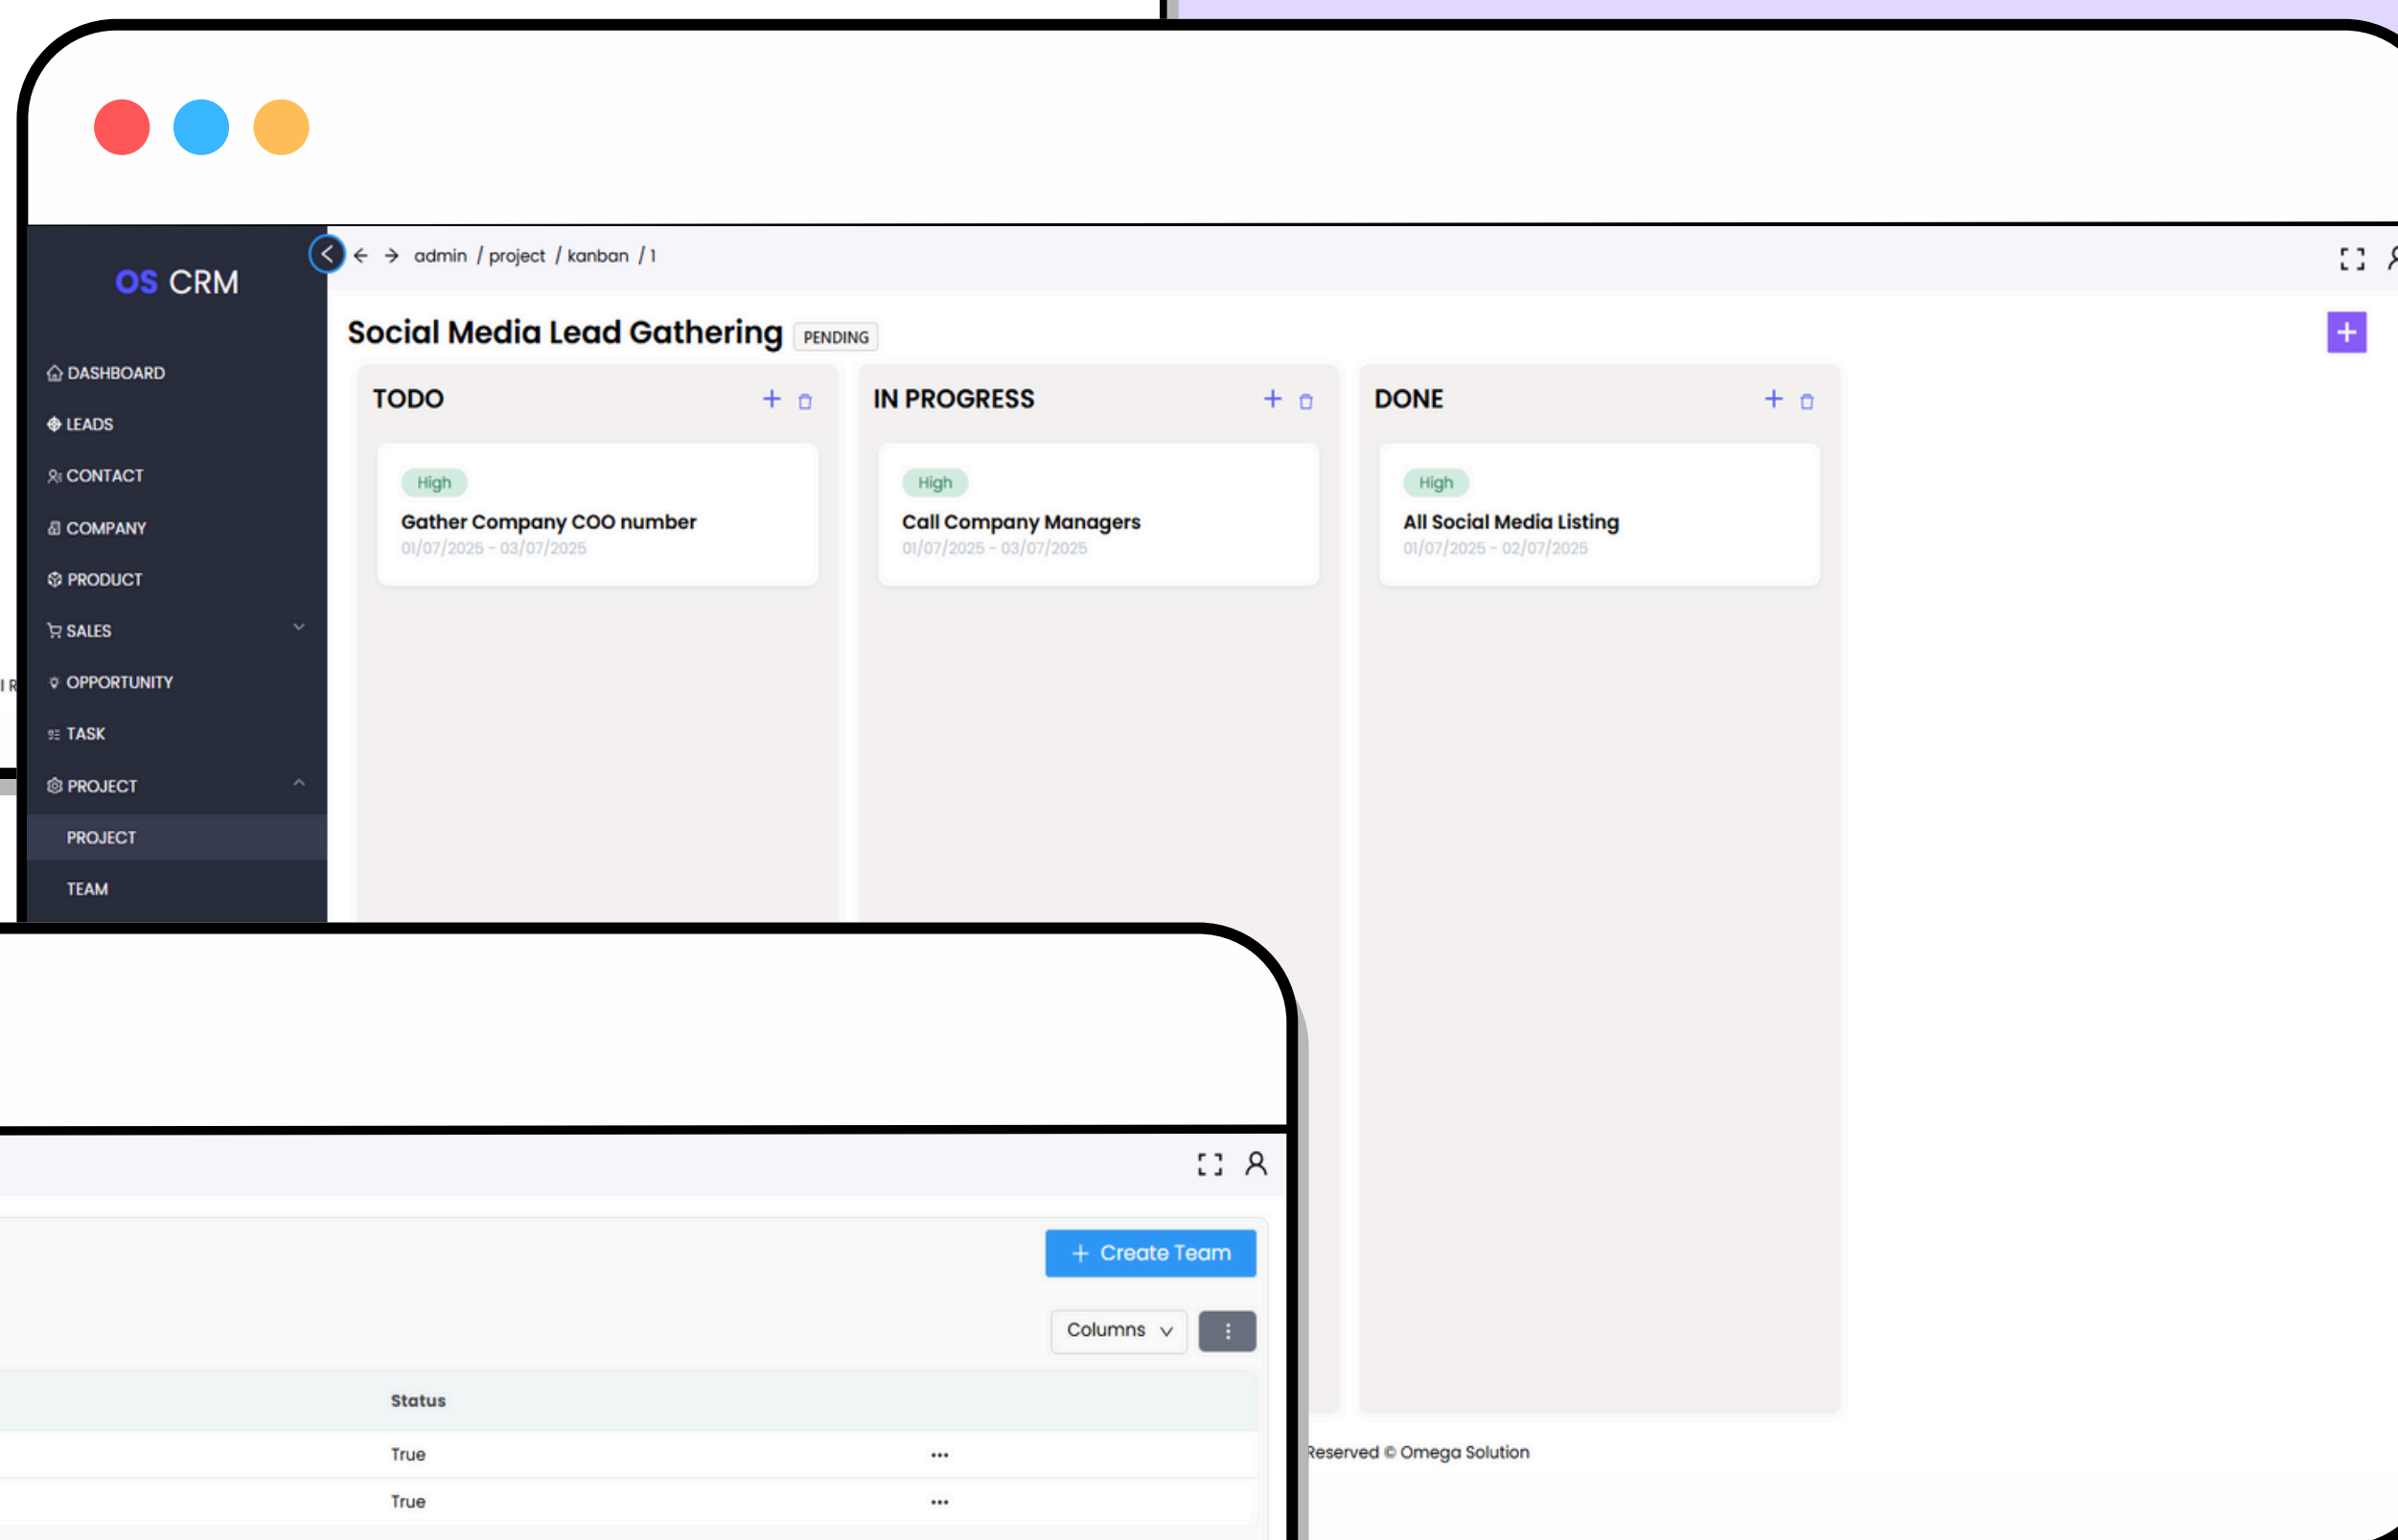 OS CRM
admin / project / kanban / 1
Social Media Lead Gathering PENDING
DASHBOARD
LEADS
CONTACT
COMPANY
PRODUCT
SALES
OPPORTUNITY
TASK
PROJECT
PROJECT
TEAM
TODO
High
Gather Company COO number
01/07/2025 - 03/07/2025
IN PROGRESS
High
Call Company Managers
01/07/2025 - 03/07/2025
DONE
High
All Social Media Listing
01/07/2025 - 02/07/2025
+ Create Team
Columns
Status
True
True
Reserved © Omega Solution